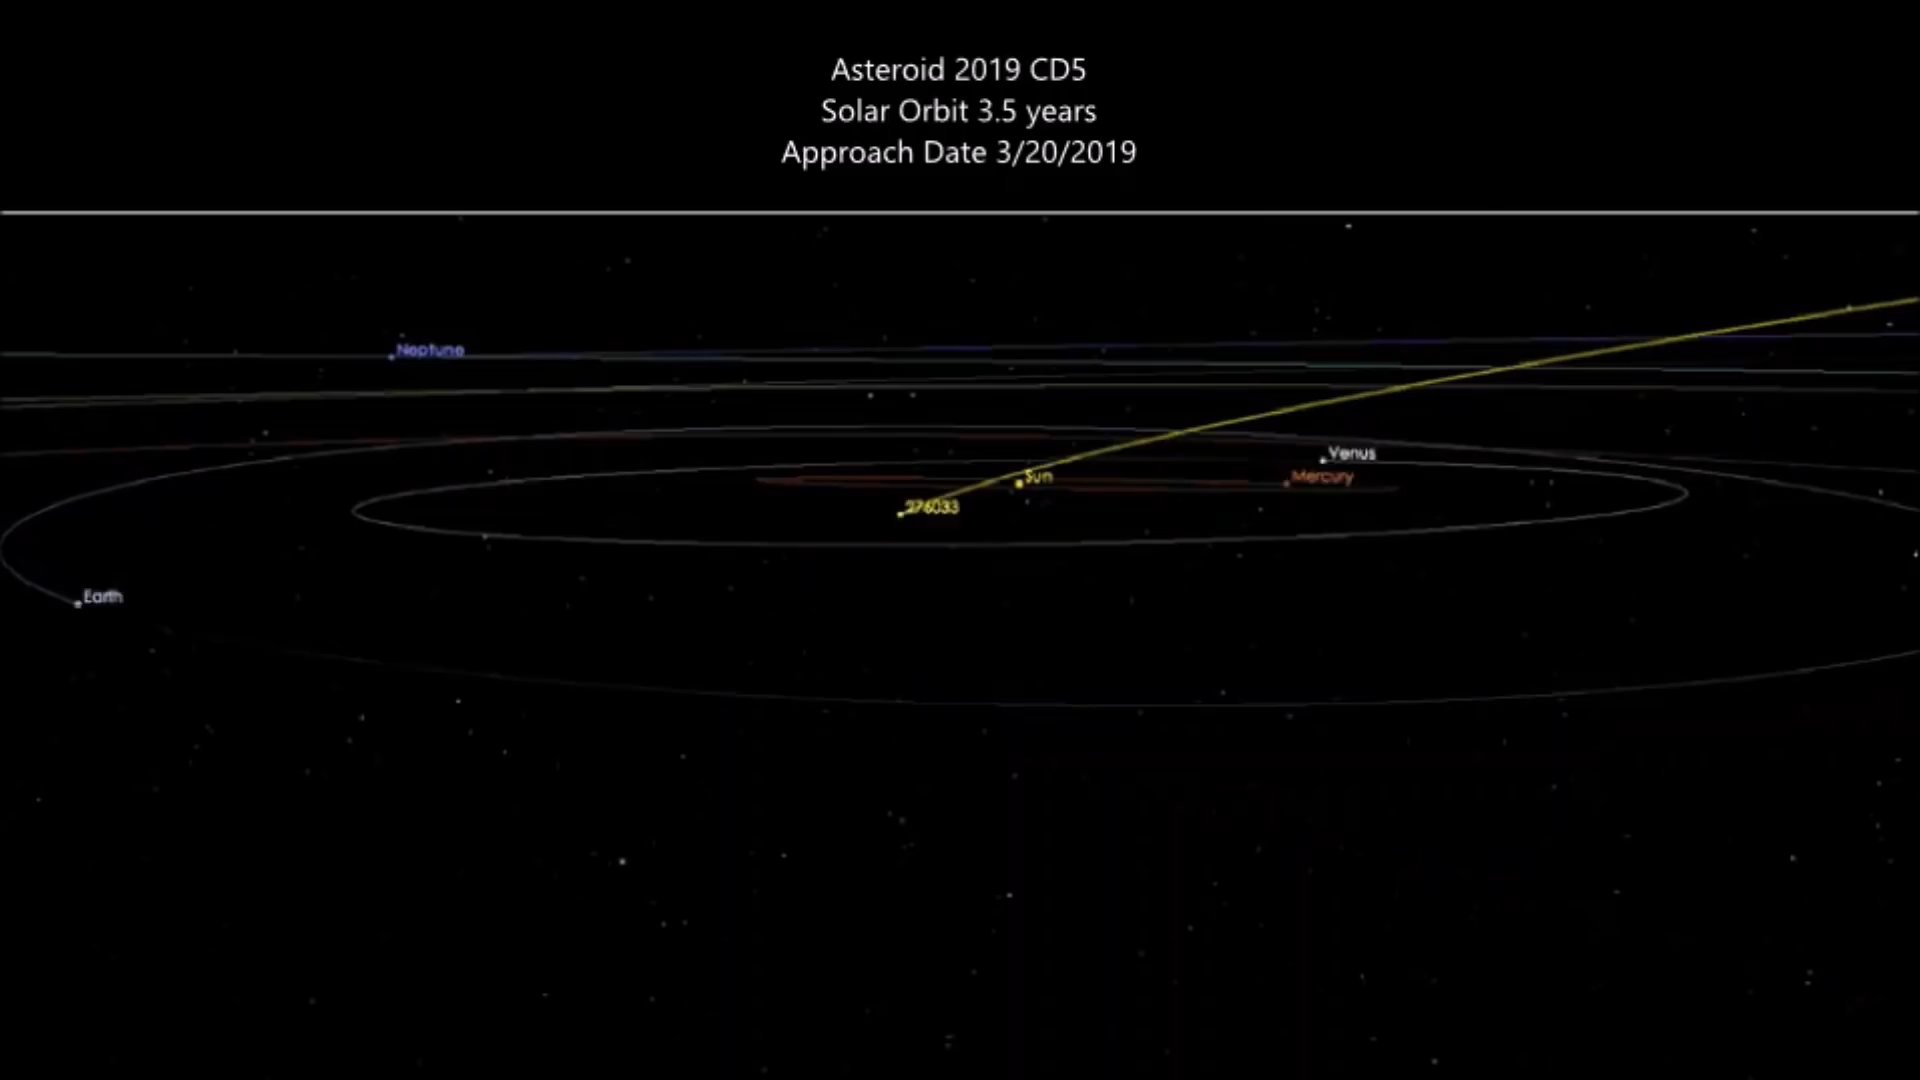 Asteroid 2019 CD5
Solar Orbit 3.5 years
Approach Date 3/20/2019
Neptune
Venus
Sun
Mercury
276033
Earth